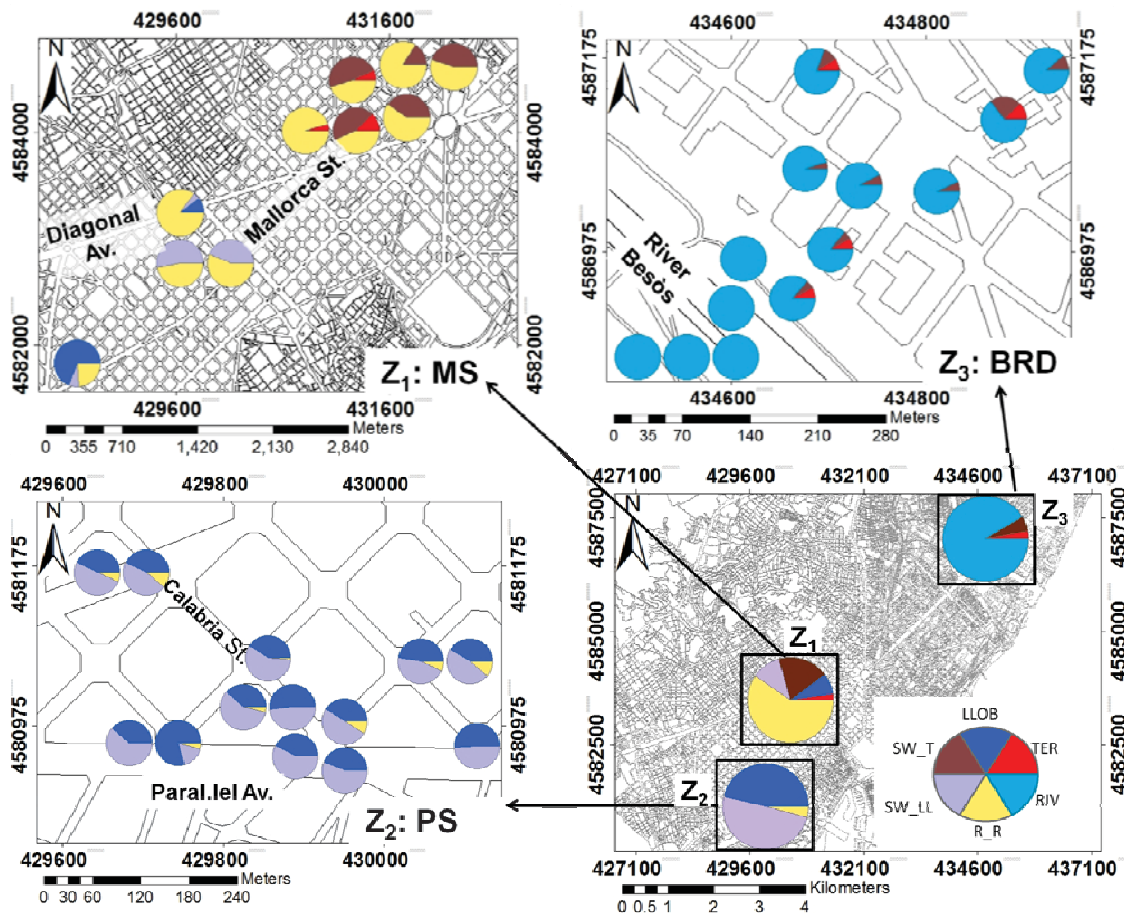 429600 431600
N
4584000 4584000
Mallorca St.
Diagonal
Av.
4582000 4582000
Z1: MS
429600 431600
Meters
0 355 710 1,420 2,130 2,840
434600 434800
N
4587175 4587175
4586975 4586975
River
Besòs
Z3: BRD
434600 434800
Meters
0 35 70 140 210 280
429600 429800 430000
N
4581175 4581175
Calabria St.
4580975 4580975
Paral.lel Av.
Z2: PS
429600 429800 430000
Meters
0 30 60 120 180 240
427100 429600 432100 434600 437100
N
4587500 4587500
Z3
4585000 4585000
Z1
4582500 4582500
Z2
LLOB
SW_T TER
SW_LL RIV
R_R
427100 429600 432100 434600 437100
Kilometers
0 0.5 1 2 3 4